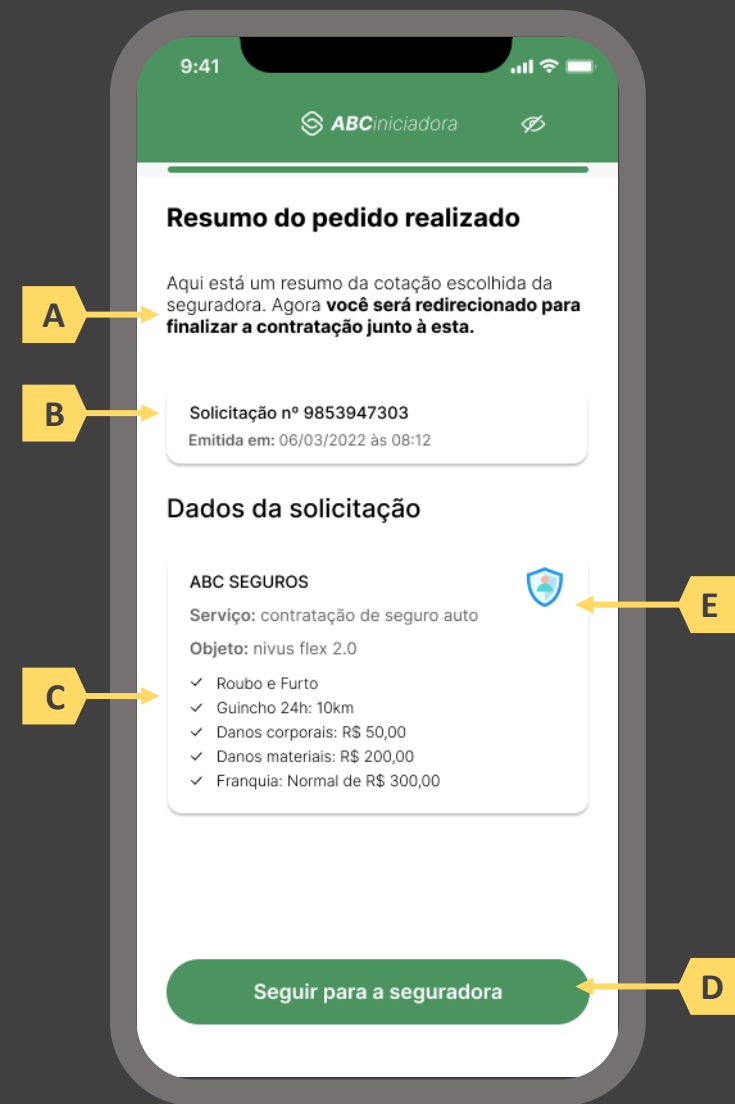 9:41
ABCiniciadora
Resumo do pedido realizado
Aqui está um resumo da cotação escolhida da
seguradora. Agora você será redirecionado para
finalizar a contratação junto à esta.
A
B
Solicitação nº 9853947303
Emitida em: 06/03/2022 às 08:12
Dados da solicitação
ABC SEGUROS
E
Serviço: contratação de seguro auto
Objeto: nivus flex 2.0
C
Roubo e Furto
Guincho 24h: 10km
Danos corporais: R$ 50,00
Danos materiais: R$ 200,00
Franquia: Normal de R$ 300,00
Seguir para a seguradora
D